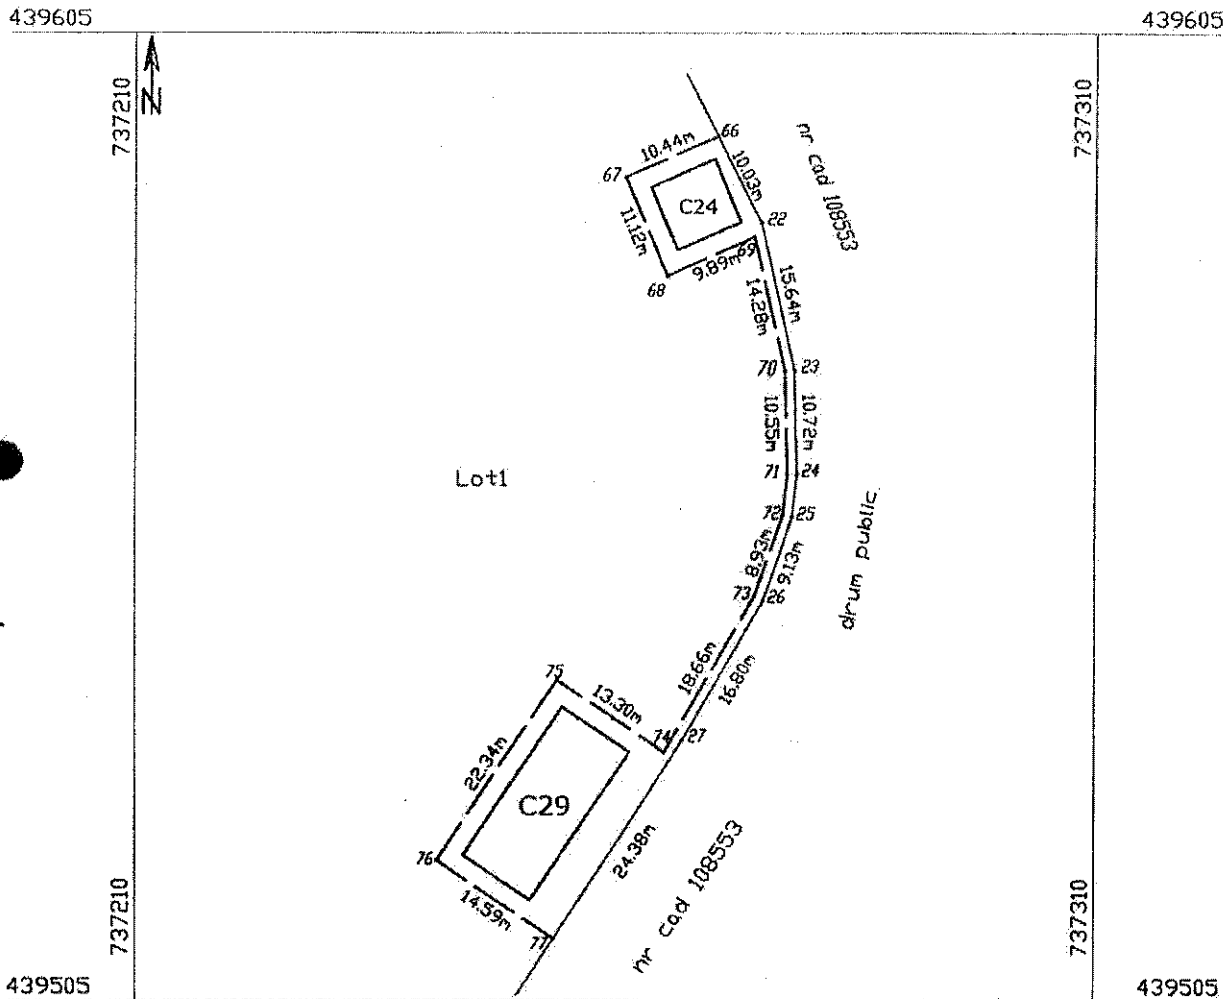 439605
439605
737210
N
737310
66
10.44m
67
10.03m
nr cad 108553
C24
22
11.12m
69
9.89m
68
14.28m
15.64m
70
23
10.55m
10.72m
Lot1
71
24
72
25
drum public
8.93m
9.13m
73
26
18.66m
16.80m
75
13.30m
74
27
22.34m
C29
24.38m
76
nr cad 108553
14.59m
77
737210
737310
439505
439505